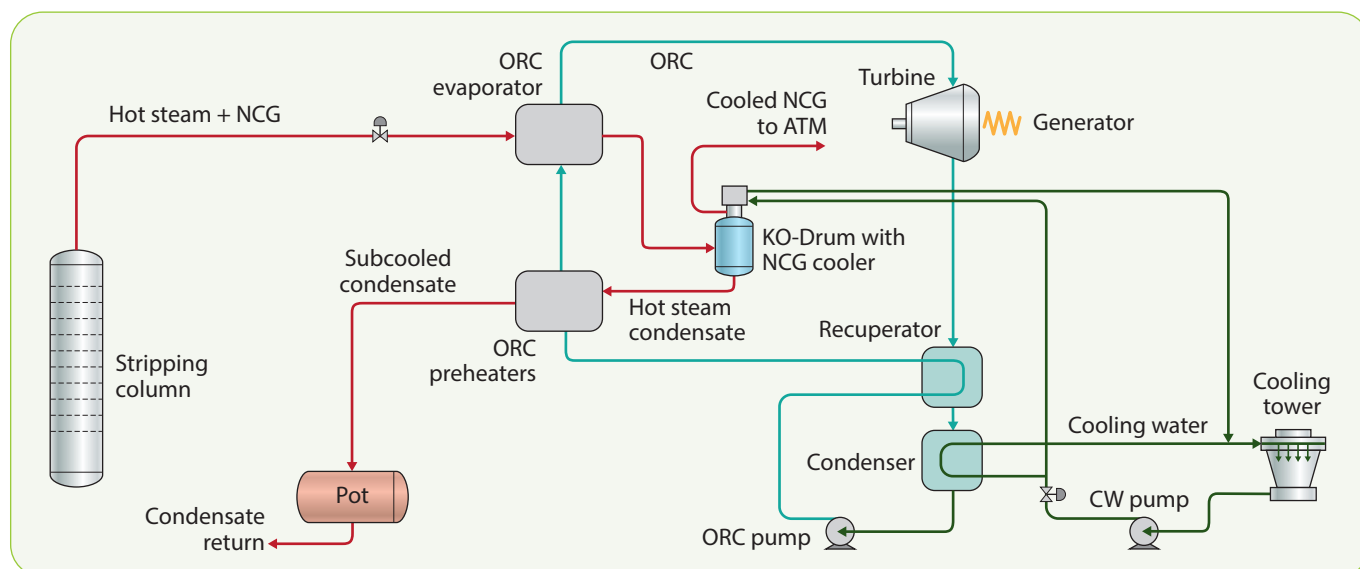 ORC
evaporator
ORC
Turbine
Hot steam + NCG
Cooled NCG
to ATM
Generator
KO-Drum with
NCG cooler
Subcooled
condensate
Hot steam
condensate
Recuperator
ORC
preheaters
Stripping
column
Cooling
tower
Cooling water
Condenser
Pot
CW pump
Condensate
return
ORC pump